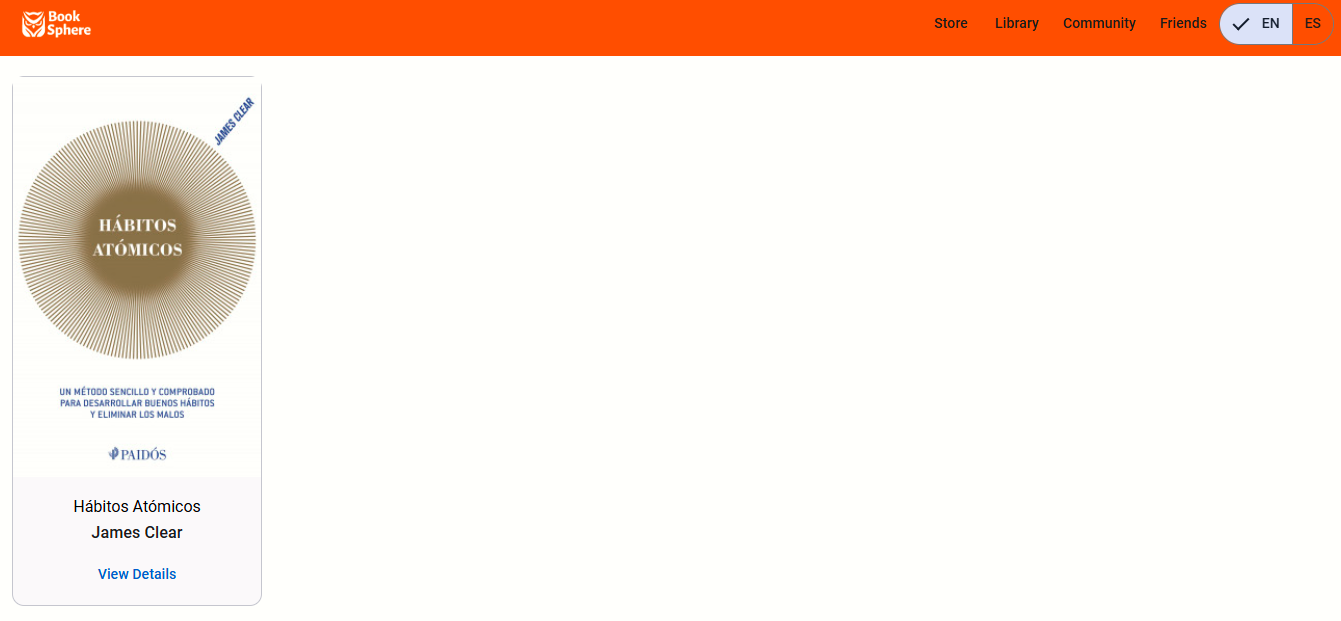 Book
Sphere
Store Library Community Friends EN ES
JAMES CLEAR
HÁBITOS
ATÓMICOS
UN MÉTODO SENCILLO Y COMPROBADO
PARA DESARROLLAR BUENOS HÁBITOS
Y ELIMINAR LOS MALOS
PAIDÓS
Hábitos Atómicos
James Clear
View Details